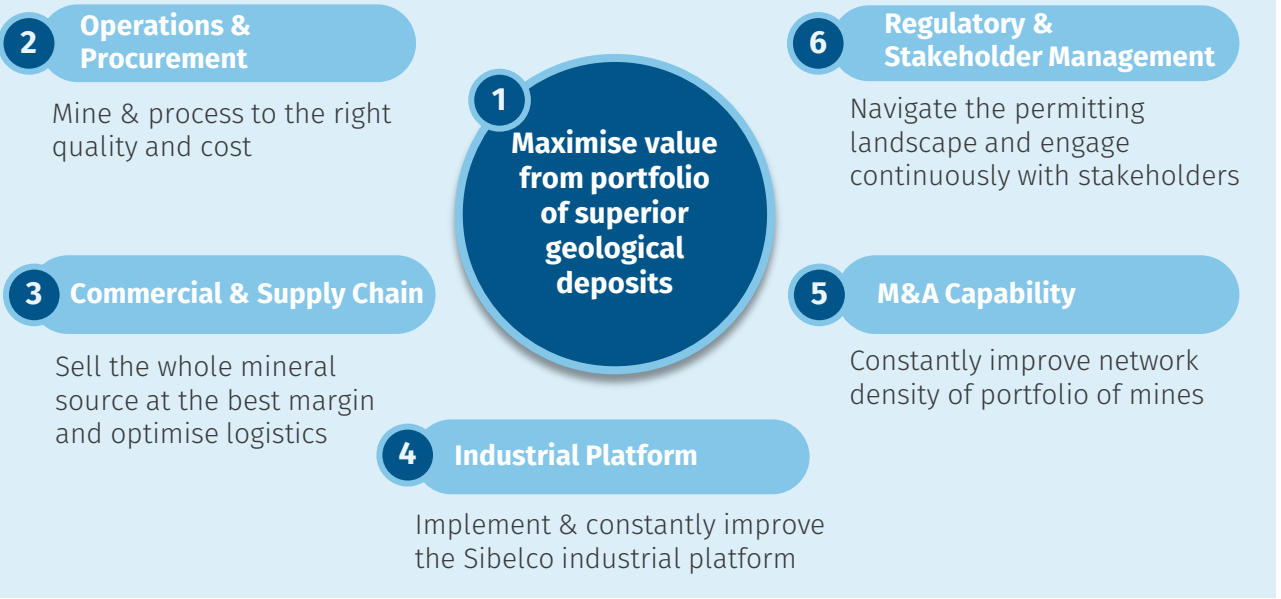 1
Maximise value
from portfolio
of superior
geological
deposits
2
Operations &
Procurement
Mine & process to the right
quality and cost
3
Commercial & Supply Chain
Sell the whole mineral
source at the best margin
and optimise logistics
4
Industrial Platform
Implement & constantly improve
the Sibelco industrial platform
5
M&A Capability
Constantly improve network
density of portfolio of mines
6
Regulatory &
Stakeholder Management
Navigate the permitting
landscape and engage
continuously with stakeholders